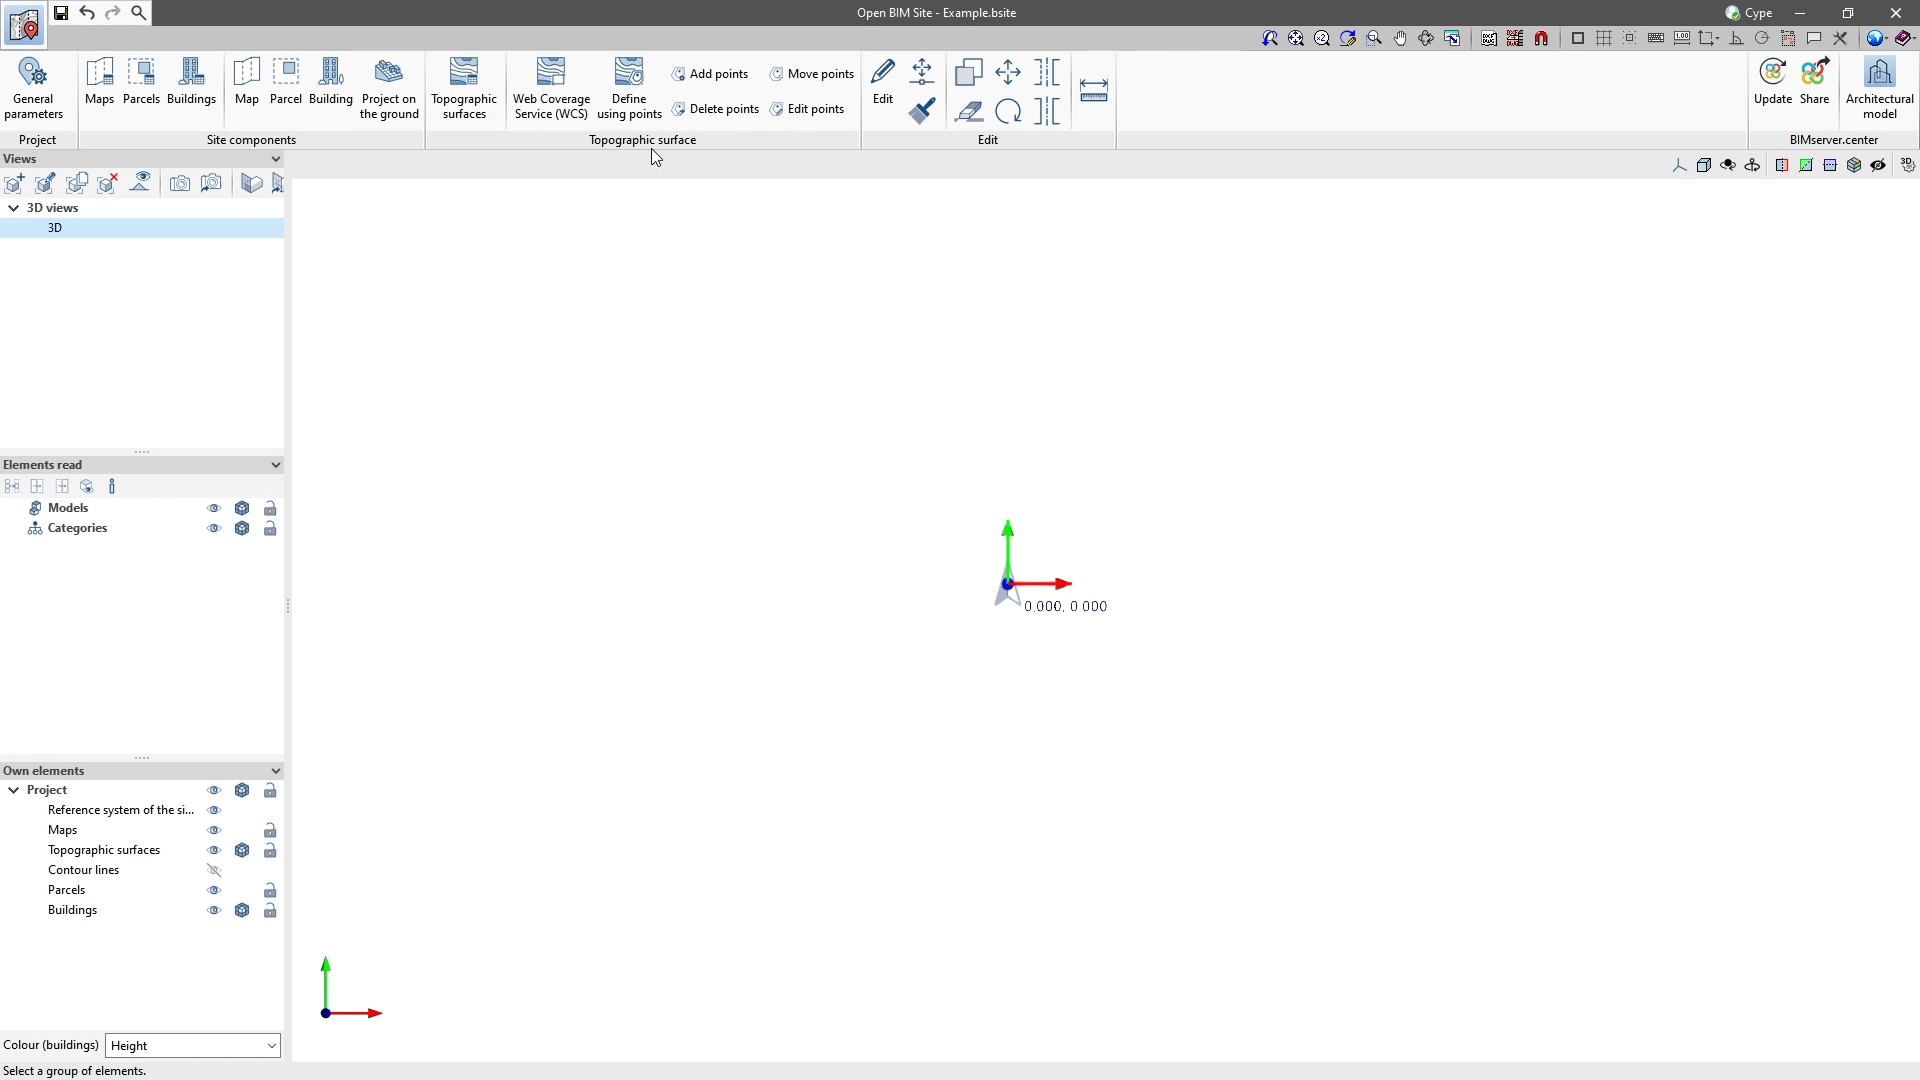 Open BIM Site - Example.bsite
Cype
General
parameters
Maps
Parcels
Buildings
Map
Parcel
Building
Project on
the ground
Topographic
surfaces
Web Coverage
Service (WCS)
Define
using points
Add points
Move points
Delete points
Edit points
Edit
Update
Share
Architectural
model
Project
Site components
Topographic surface
Edit
BIMserver.center
Views
3D views
3D
Elements read
Models
Categories
0.000, 0.000
Own elements
Project
Reference system of the si...
Maps
Topographic surfaces
Contour lines
Parcels
Buildings
Colour (buildings)
Height
Select a group of elements.